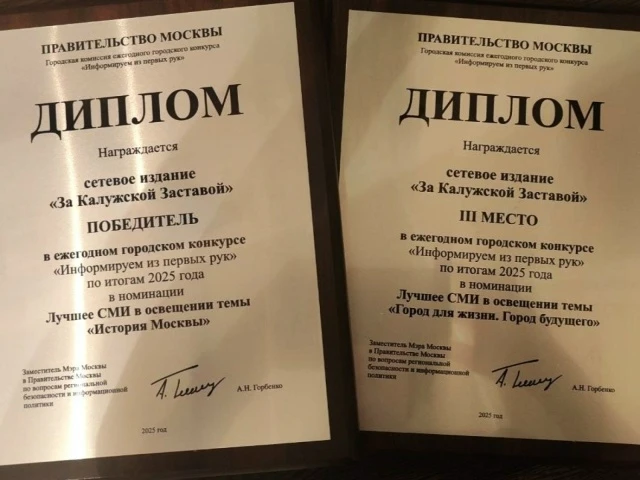 ПРАВИТЕЛЬСТВО МОСКВЫ
Городская комиссия ежегодного городского конкурса
«Информируем из первых рук»
ДИПЛОМ
Награждается
сетевое издание
«За Калужской Заставой»
ПОБЕДИТЕЛЬ
в ежегодном городском конкурсе
«Информируем из первых рук»
по итогам 2025 года
в номинации
Лучшее СМИ в освещении темы
«История Москвы»
Заместитель Мэра Москвы
в Правительстве Москвы
по вопросам региональной
безопасности и информационной
политики
А.Н. Горбенко
2025 год
ПРАВИТЕЛЬСТВО МОСКВЫ
Городская комиссия ежегодного городского конкурса
«Информируем из первых рук»
ДИПЛОМ
Награждается
сетевое издание
«За Калужской Заставой»
III МЕСТО
в ежегодном городском конкурсе
«Информируем из первых рук»
по итогам 2025 года
в номинации
Лучшее СМИ в освещении темы
«Город для жизни. Город будущего»
Заместитель Мэра Москвы
в Правительстве Москвы
по вопросам региональной
безопасности и информационной
политики
А.Н. Горбенко
2025 год